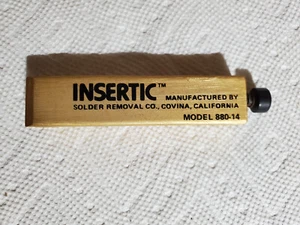 INSERTIC™
MANUFACTURED BY
SOLDER REMOVAL CO., COVINA, CALIFORNIA
MODEL 880-14